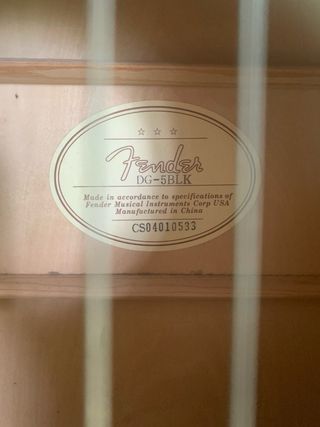 Fender
DG-5BLK
Made in accordance to specifications of
Fender Musical Instruments Corp USA
Manufactured in China
CS04010533